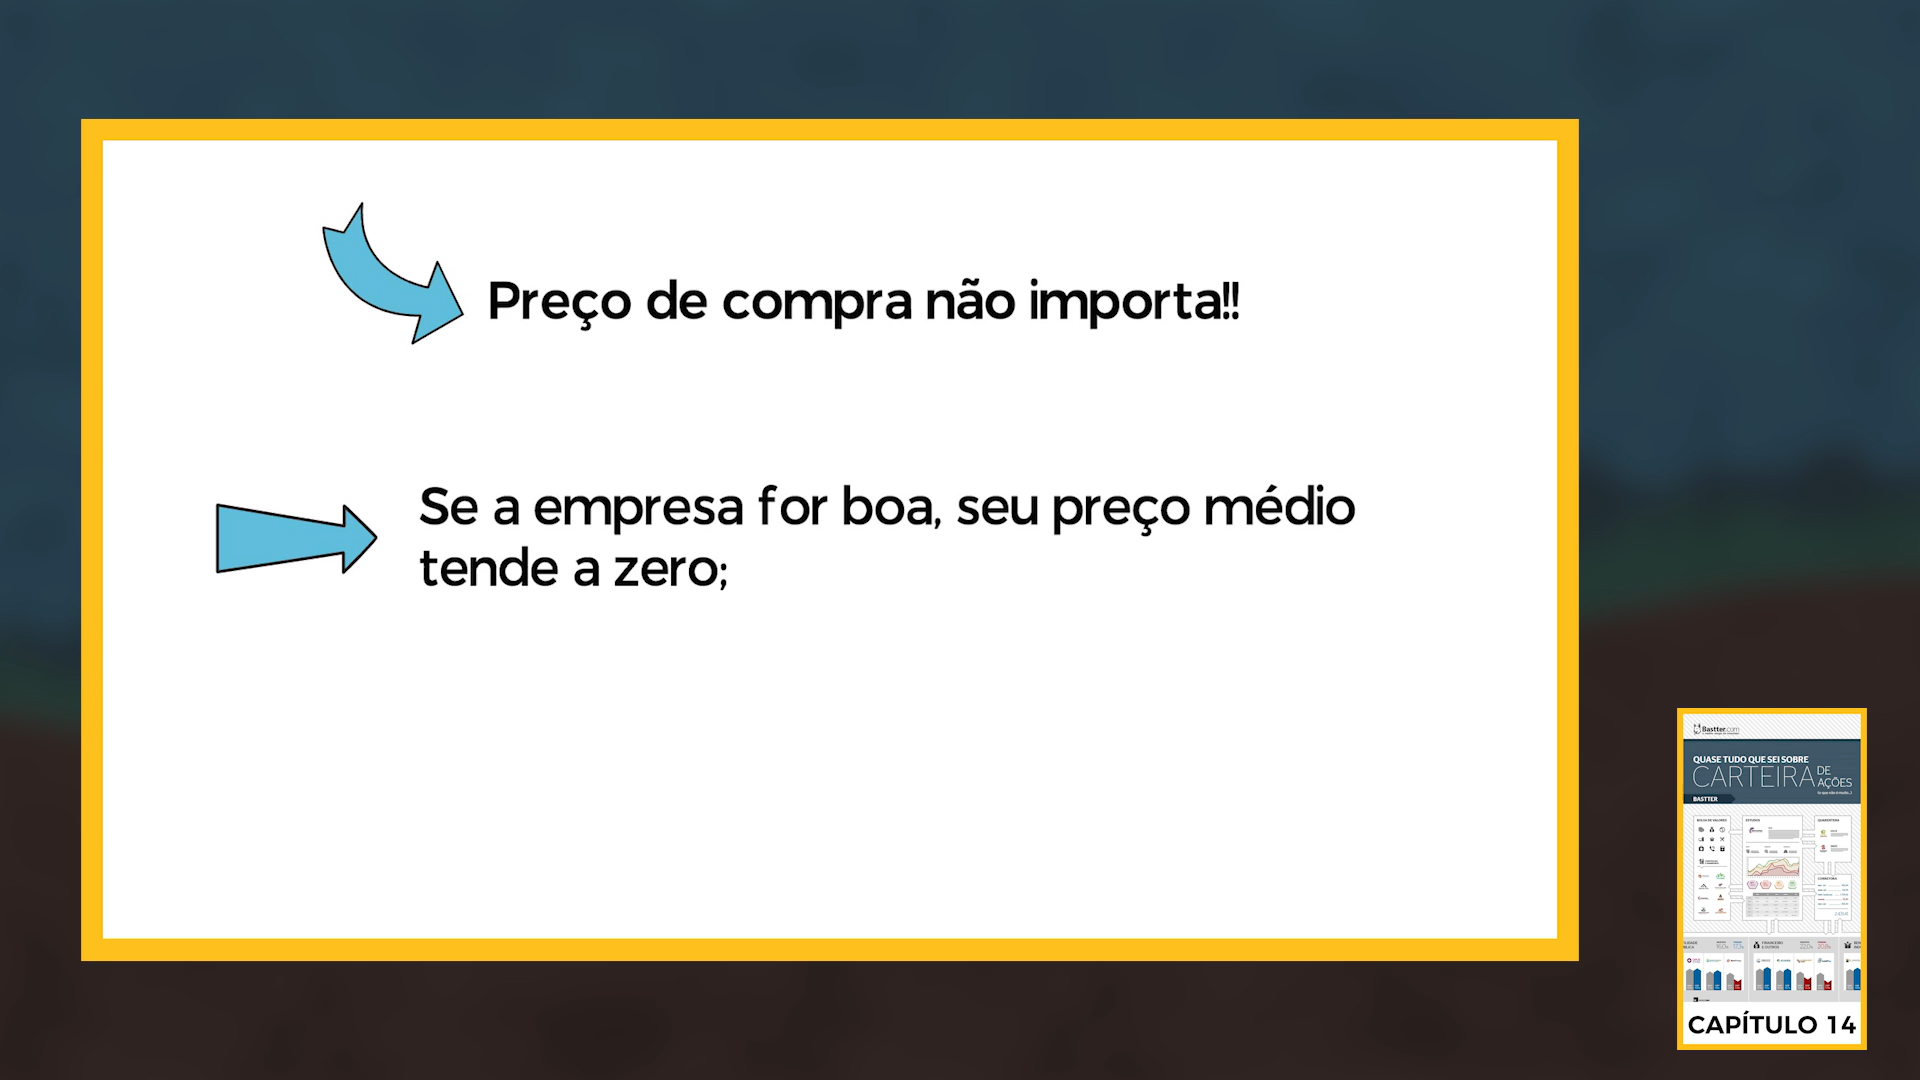 Preço de compra não importa!!
Se a empresa for boa, seu preço médio
tende a zero;
Bastter.com
QUASE TUDO QUE SEI SOBRE
CARTEIRA DE AÇÕES
BASTTER
CAPÍTULO 14